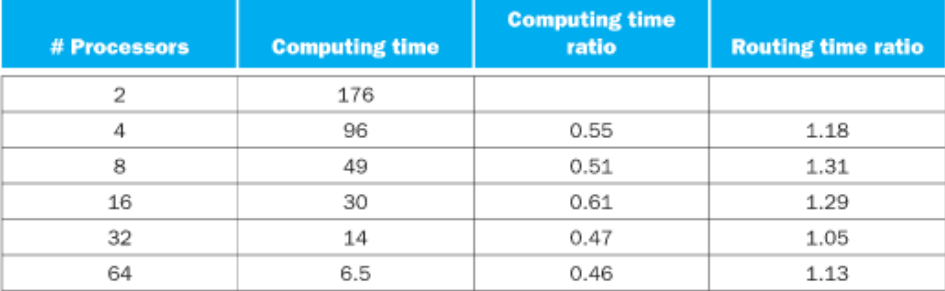 # Processors Computing time Computing time ratio Routing time ratio
2 176
4 96 0.55 1.18
8 49 0.51 1.31
16 30 0.61 1.29
32 14 0.47 1.05
64 6.5 0.46 1.13